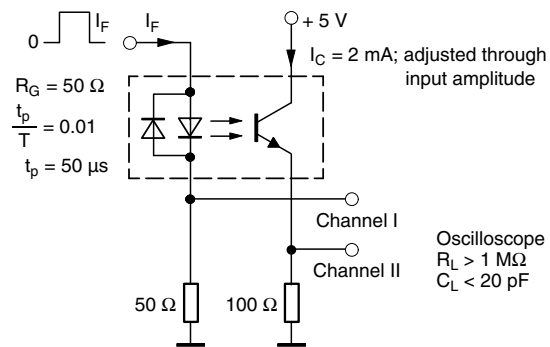 0
I_F
I_F
+ 5 V
I_C = 2 mA; adjusted through
input amplitude
R_G = 50 Ω
t_p
T
= 0.01
t_p = 50 μs
Channel I
Channel II
Oscilloscope
R_L > 1 MΩ
C_L < 20 pF
50 Ω
100 Ω